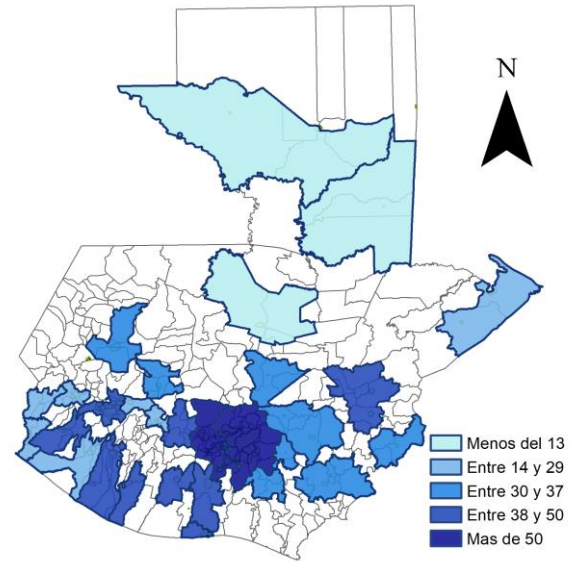 N
Menos del 13
Entre 14 y 29
Entre 30 y 37
Entre 38 y 50
Mas de 50